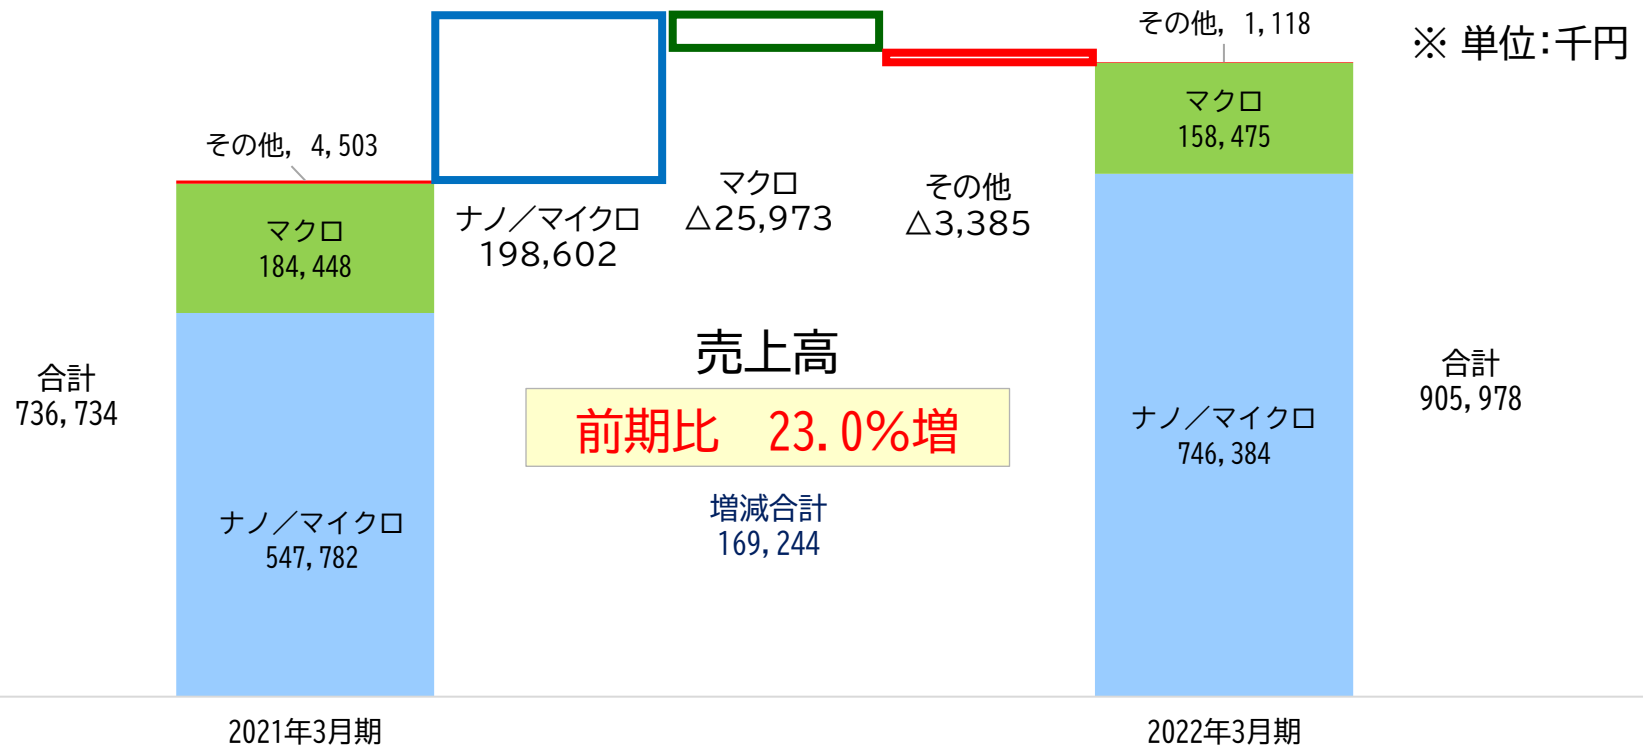 ※ 単位:千円
その他, 4,503
マクロ
184,448
ナノ／マイクロ
547,782
合計
736,734
2021年3月期
ナノ／マイクロ
198,602
マクロ
△25,973
その他
△3,385
売上高
前期比　23.0%増
増減合計
169,244
その他, 1,118
マクロ
158,475
ナノ／マイクロ
746,384
合計
905,978
2022年3月期